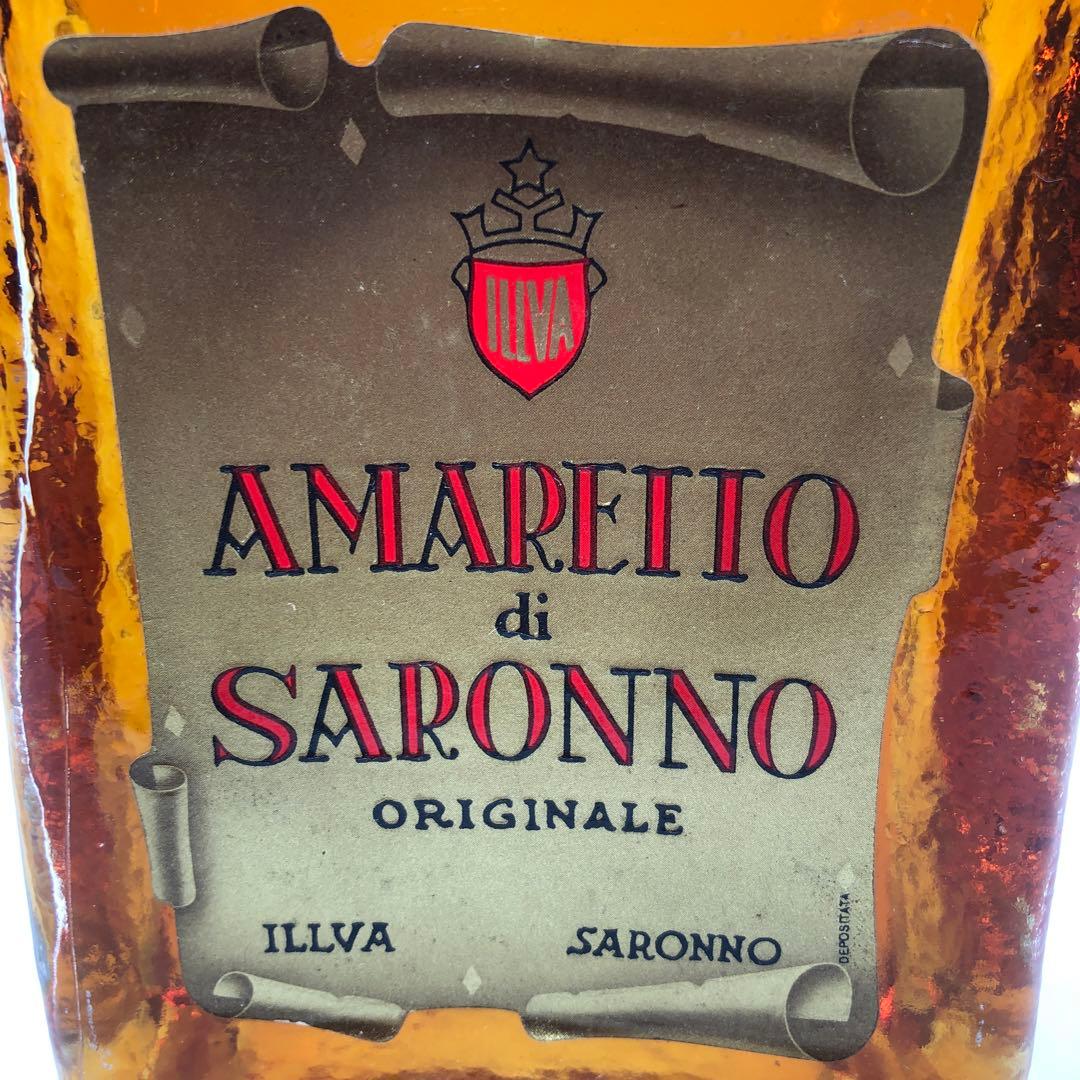 ILLVA
AMARETTO
di
SARONNO
ORIGINALE
ILLVA SARONNO
DEPOSITATA